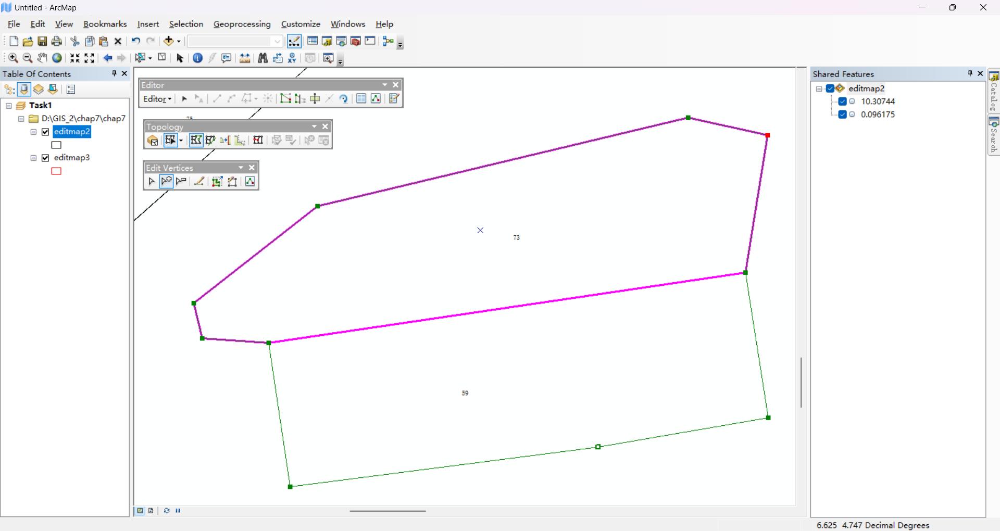 Untitled - ArcMap
File Edit View Bookmarks Insert Selection Geoprocessing Customize Windows Help
XY
Table Of Contents
Task1
D:\GIS_2\chap7\chap7
editmap2
editmap3
Editor
Editor
75
Topology
Edit Vertices
73
59
Shared Features
editmap2
10.30744
0.096175
Catalog
Search
6.625 4.747 Decimal Degrees